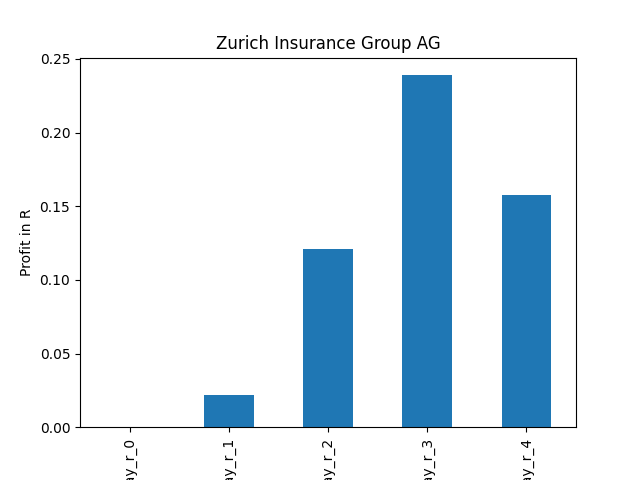 Zurich Insurance Group AG
Profit in R
0.25
0.20
0.15
0.10
0.05
0.00
ay_r_0
ay_r_1
ay_r_2
ay_r_3
ay_r_4